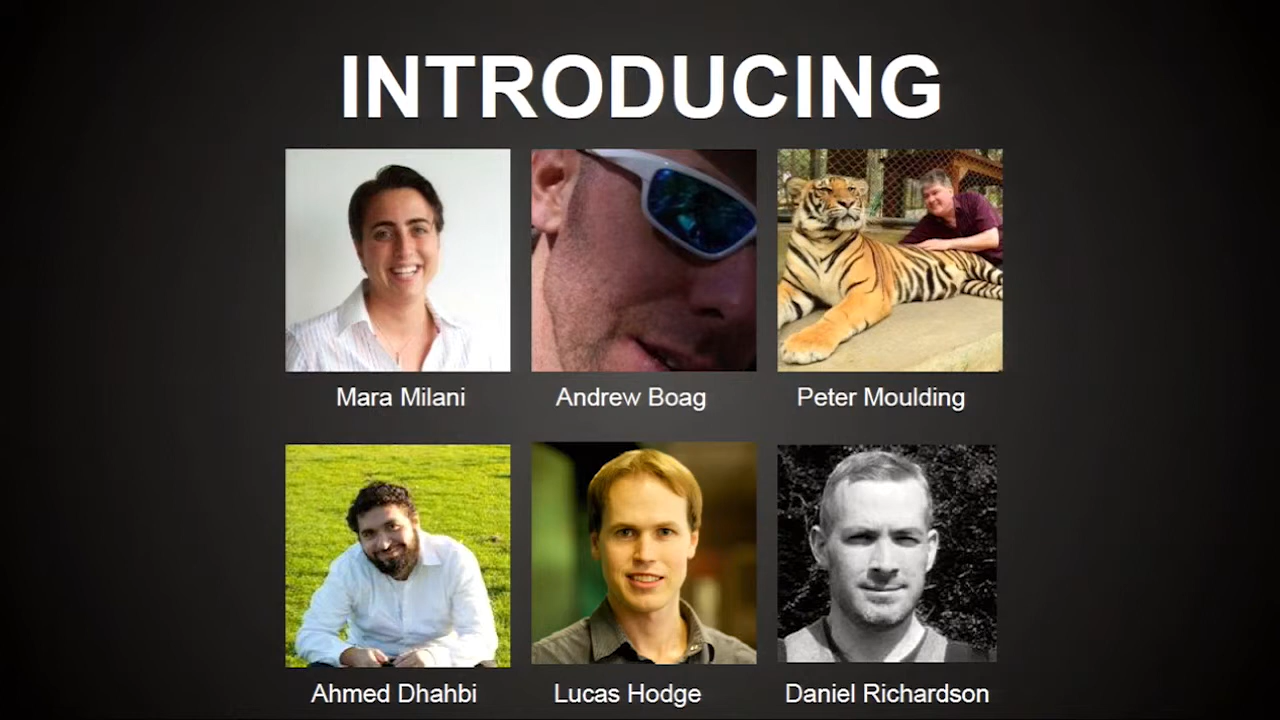 INTRODUCING
Mara Milani
Andrew Boag
Peter Moulding
Ahmed Dhahbi
Lucas Hodge
Daniel Richardson